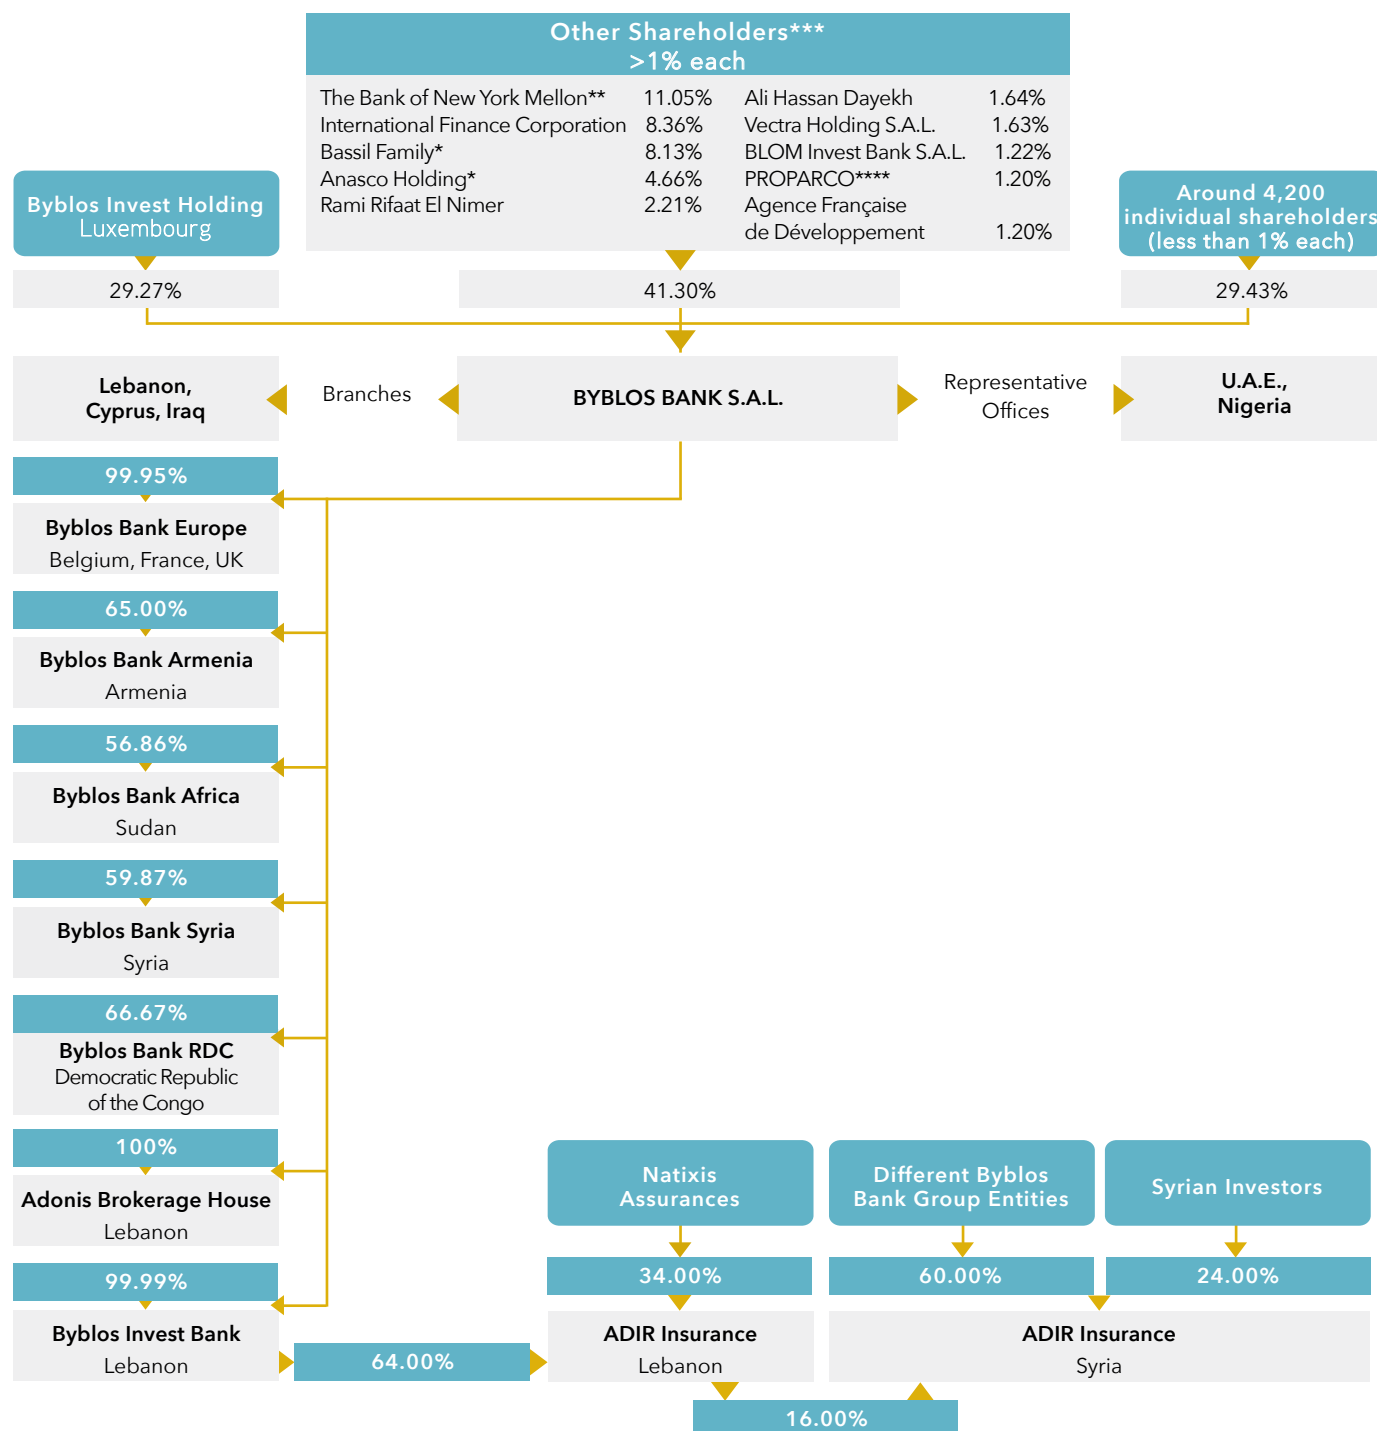 Other Shareholders***
>1% each
The Bank of New York Mellon** 11.05%
International Finance Corporation 8.36%
Bassil Family* 8.13%
Anasco Holding* 4.66%
Rami Rifaat El Nimer 2.21%
Ali Hassan Dayekh 1.64%
Vectra Holding S.A.L. 1.63%
BLOM Invest Bank S.A.L. 1.22%
PROPARCO**** 1.20%
Agence Française
de Développement 1.20%
Byblos Invest Holding
Luxembourg
Around 4,200
individual shareholders
(less than 1% each)
29.27%
41.30%
29.43%
Lebanon,
Cyprus, Iraq
Branches
BYBLOS BANK S.A.L.
Representative
Offices
U.A.E.,
Nigeria
99.95%
Byblos Bank Europe
Belgium, France, UK
65.00%
Byblos Bank Armenia
Armenia
56.86%
Byblos Bank Africa
Sudan
59.87%
Byblos Bank Syria
Syria
66.67%
Byblos Bank RDC
Democratic Republic
of the Congo
100%
Adonis Brokerage House
Lebanon
99.99%
Byblos Invest Bank
Lebanon
64.00%
Natixis
Assurances
34.00%
ADIR Insurance
Lebanon
Different Byblos
Bank Group Entities
60.00%
Syrian Investors
24.00%
ADIR Insurance
Syria
16.00%